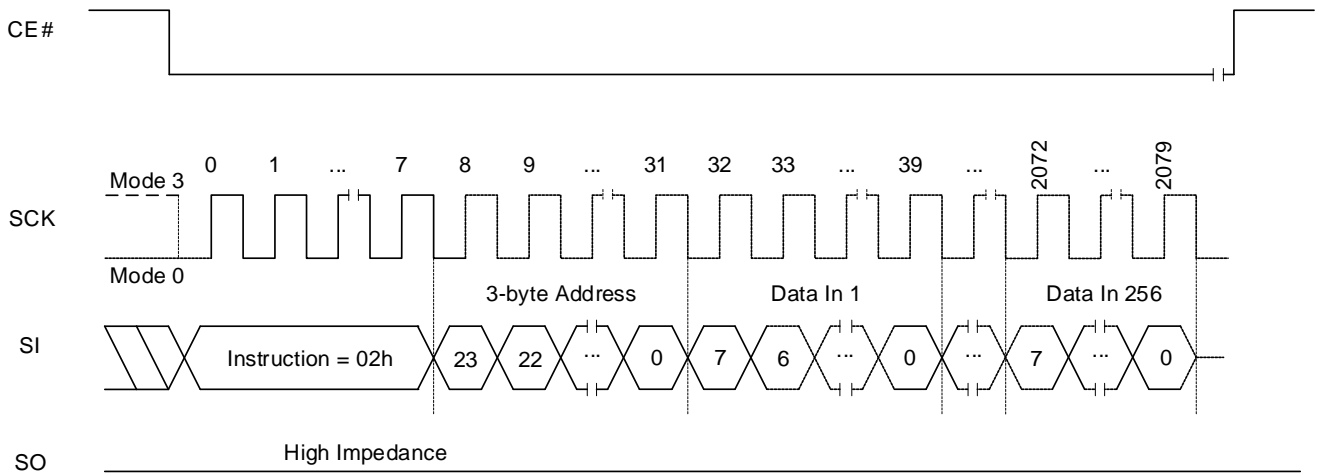 CE#
0 1 ... 7 8 9 ... 31 32 33 ... 39 ... 2072 ... 2079
Mode 3
SCK
Mode 0
3-byte Address Data In 1 Data In 256
SI
Instruction = 02h 23 22 ... 0 7 6 ... 0 ... 7 ... 0
High Impedance
SO